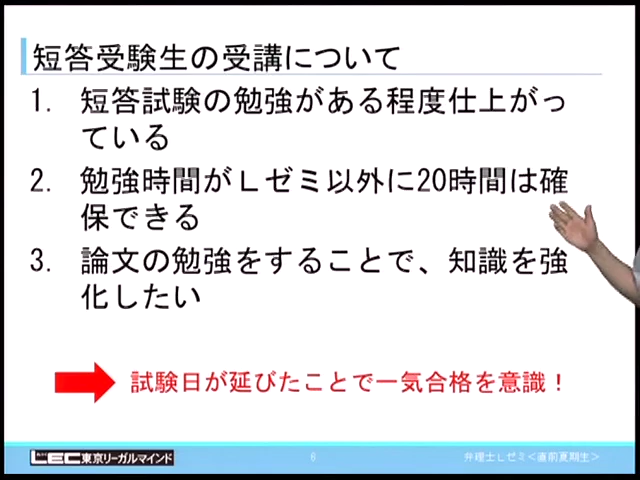 短答受験生の受講について
1. 短答試験の勉強がある程度仕上がっ
ている
2. 勉強時間がLゼミ以外に20時間は確
保できる
3. 論文の勉強をすることで、知識を強
化したい
試験日が延びたことで一気合格を意識！
LEC東京リーガルマインド
6
弁理士Lゼミ<直前夏期生>